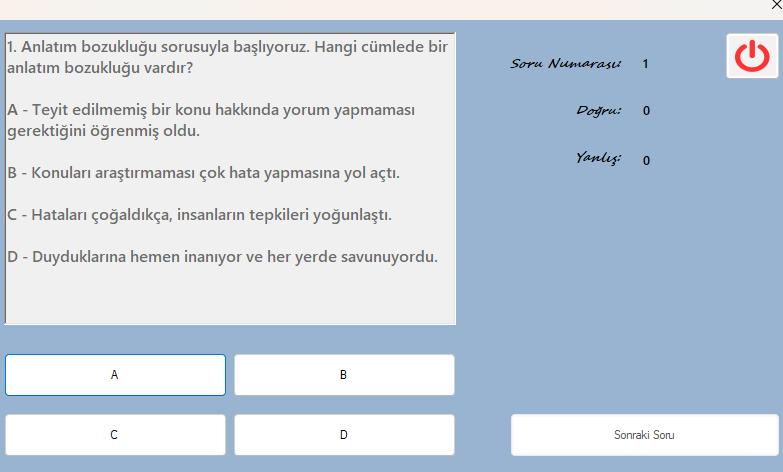 1. Anlatım bozukluğu sorusuyla başlıyoruz. Hangi cümlede bir
anlatım bozukluğu vardır?
A - Teyit edilmemiş bir konu hakkında yorum yapmaması
gerektiğini öğrenmiş oldu.
B - Konuları araştırmaması çok hata yapmasına yol açtı.
C - Hataları çoğaldıkça, insanların tepkileri yoğunlaştı.
D - Duyduklarına hemen inanıyor ve her yerde savunuyordu.
Soru Numarası: 1
Doğru: 0
Yanlış: 0
A
B
C
D
Sonraki Soru